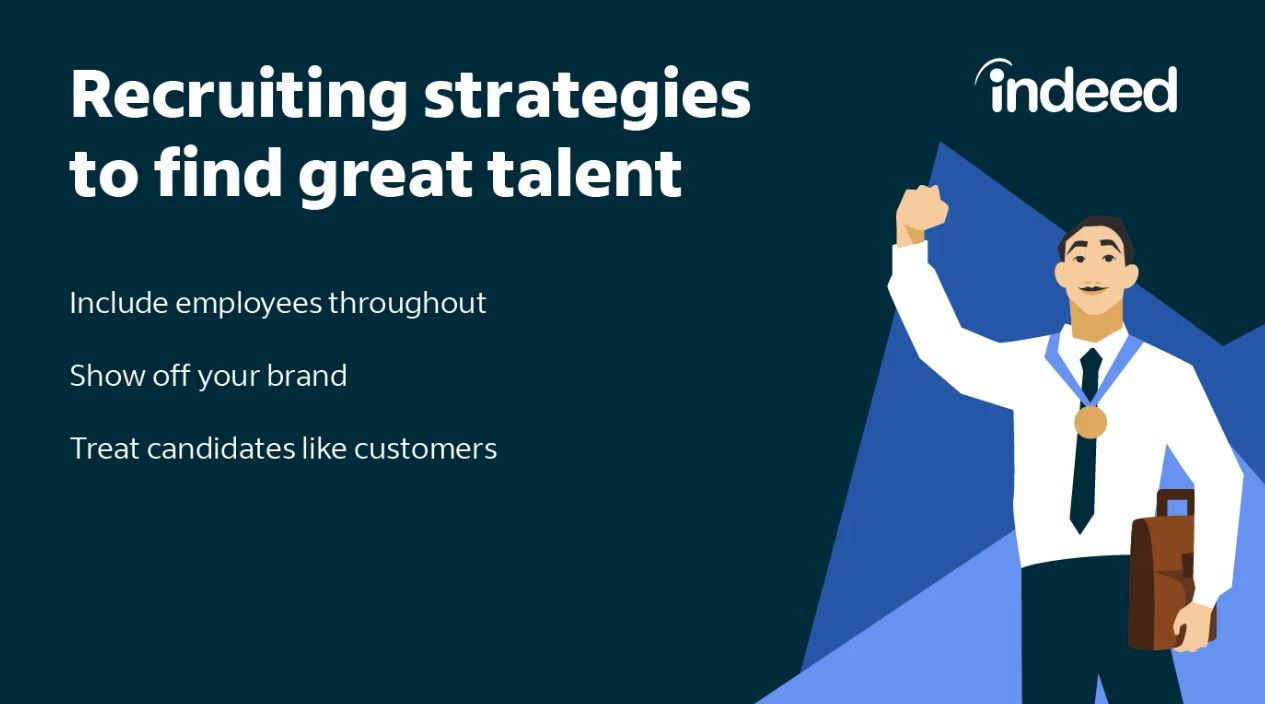 Recruiting strategies
to find great talent
indeed
Include employees throughout
Show off your brand
Treat candidates like customers